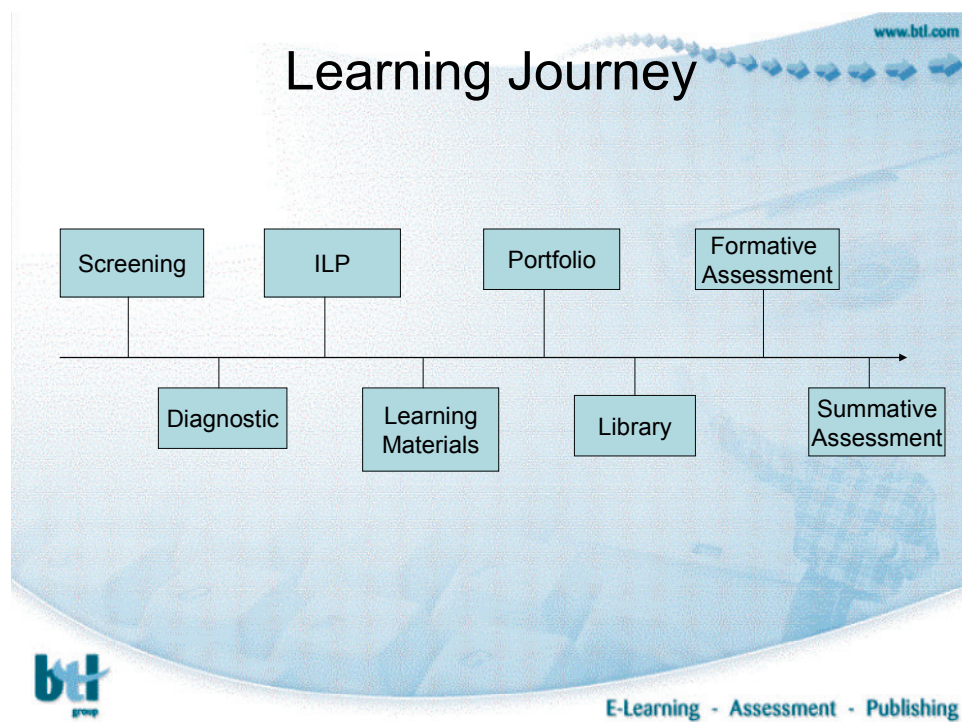 www.btl.com
Learning Journey
Screening
ILP
Portfolio
Formative
Assessment
Diagnostic
Learning
Materials
Library
Summative
Assessment
btl
group
E-Learning - Assessment - Publishing